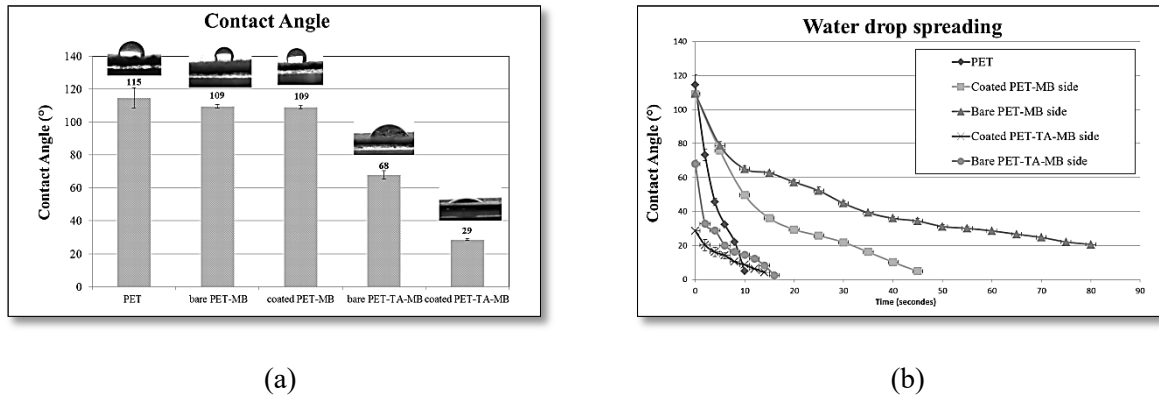 Contact Angle
Contact Angle (°)
140
120
100
80
60
40
20
0
115
109
109
68
29
PET
bare PET-MB
coated PET-MB
bare PET-TA-MB
coated PET-TA-MB
(a)
Water drop spreading
Contact Angle (°)
140
120
100
80
60
40
20
0
PET
Coated PET-MB side
Bare PET-MB side
Coated PET-TA-MB side
Bare PET-TA-MB side
0 10 20 30 40 50 60 70 80 90
Time (secondes)
(b)